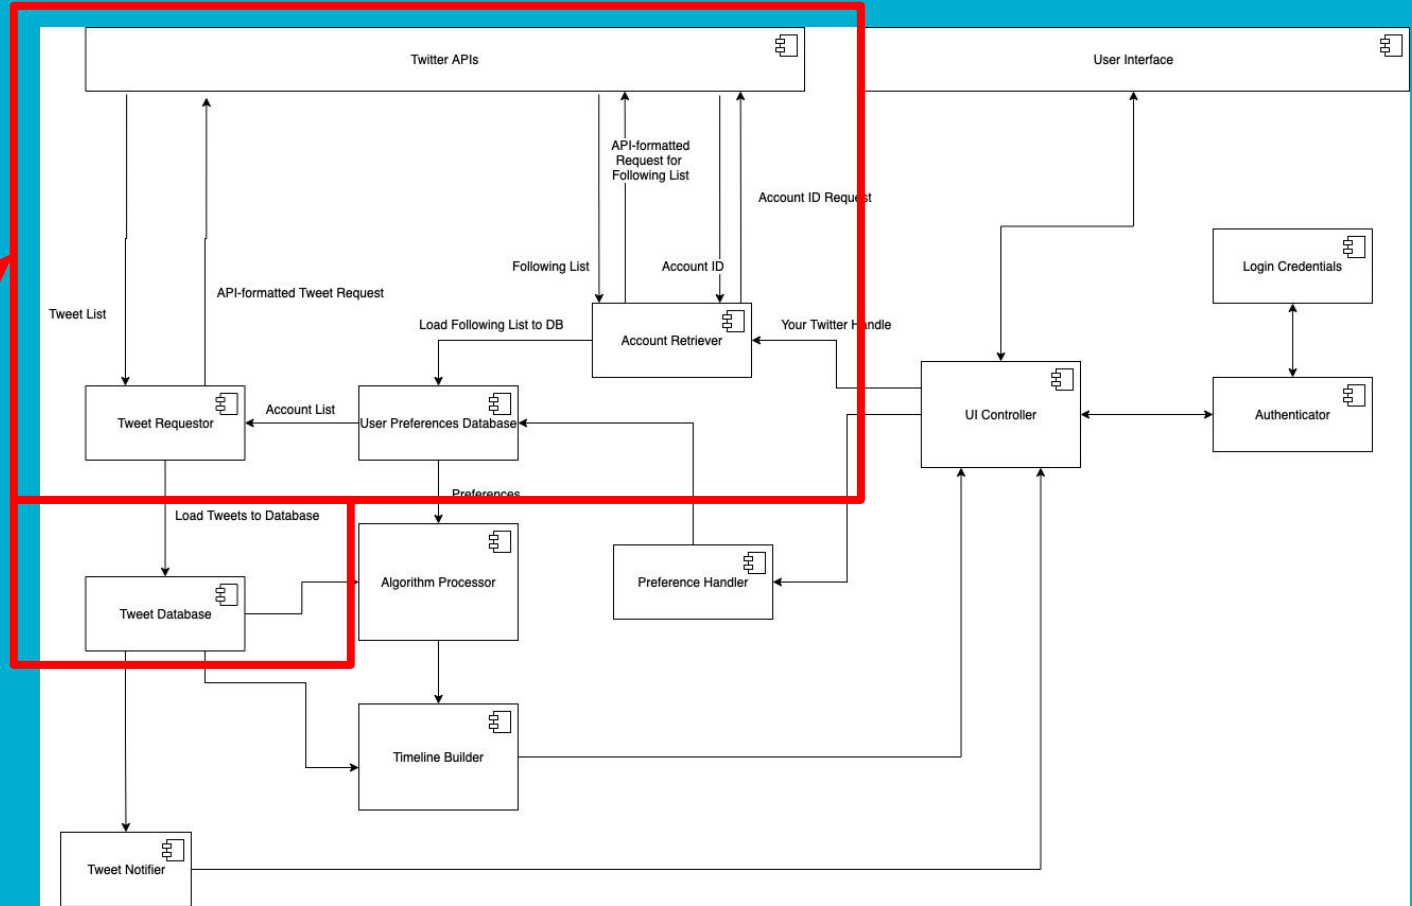 Twitter APIs
User Interface
API-formatted
Request for
Following List
Account ID Request
Login Credentials
Following List
Account ID
API-formatted Tweet Request
Tweet List
Load Following List to DB
Your Twitter Handle
Account Retriever
Tweet Requestor
Account List
User Preferences Database
UI Controller
Authenticator
Preferences
Load Tweets to Database
Algorithm Processor
Preference Handler
Tweet Database
Timeline Builder
Tweet Notifier